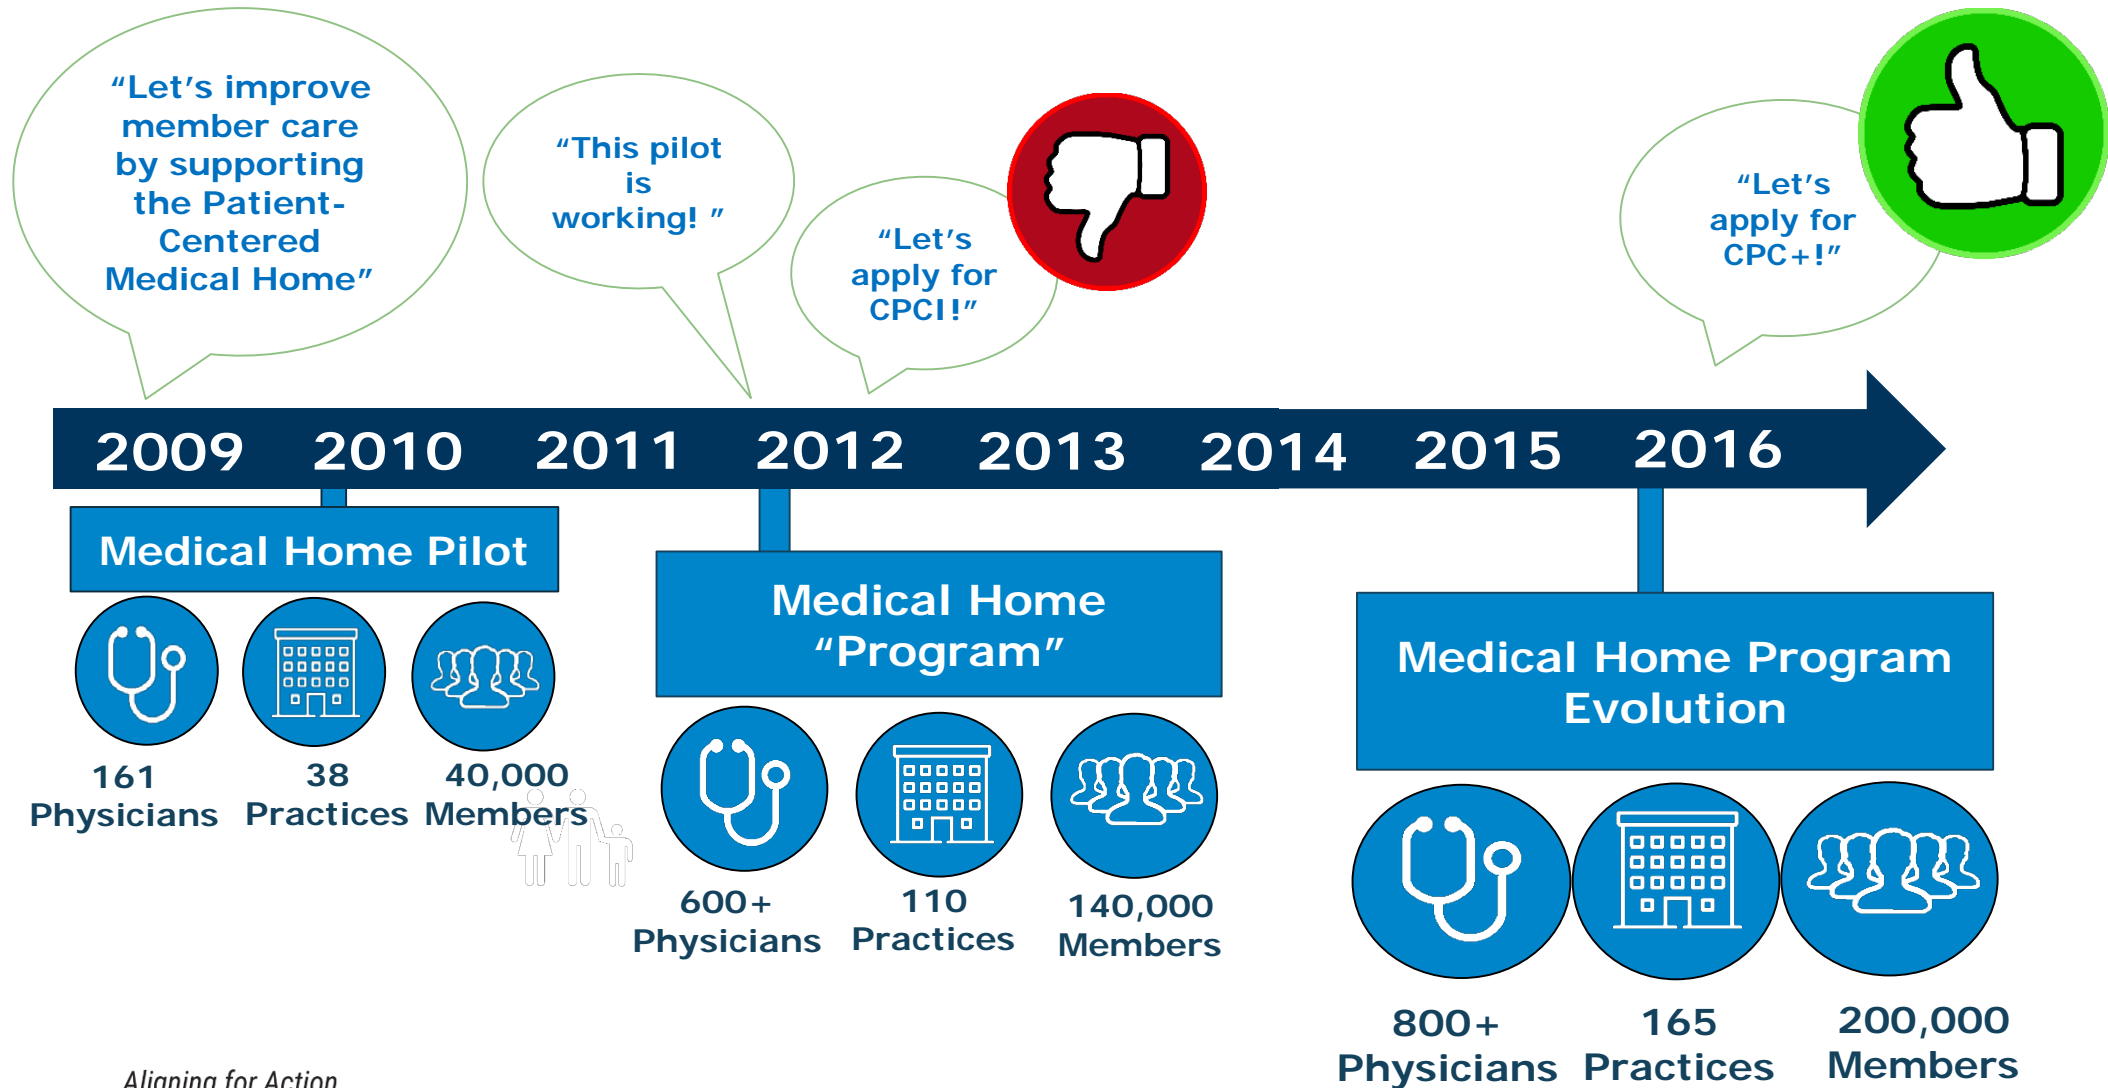 “Let’s improve
member care
by supporting
the Patient-
Centered
Medical Home”
“This pilot
is
working! ”
“Let’s
apply for
CPCI!”
“Let’s
apply for
CPC+!”
2009 2010 2011 2012 2013 2014 2015 2016
Medical Home Pilot
161
Physicians
38
Practices
40,000
Members
Medical Home
“Program”
600+
Physicians
110
Practices
140,000
Members
Medical Home Program
Evolution
800+
Physicians
165
Practices
200,000
Members
Aligning for Action